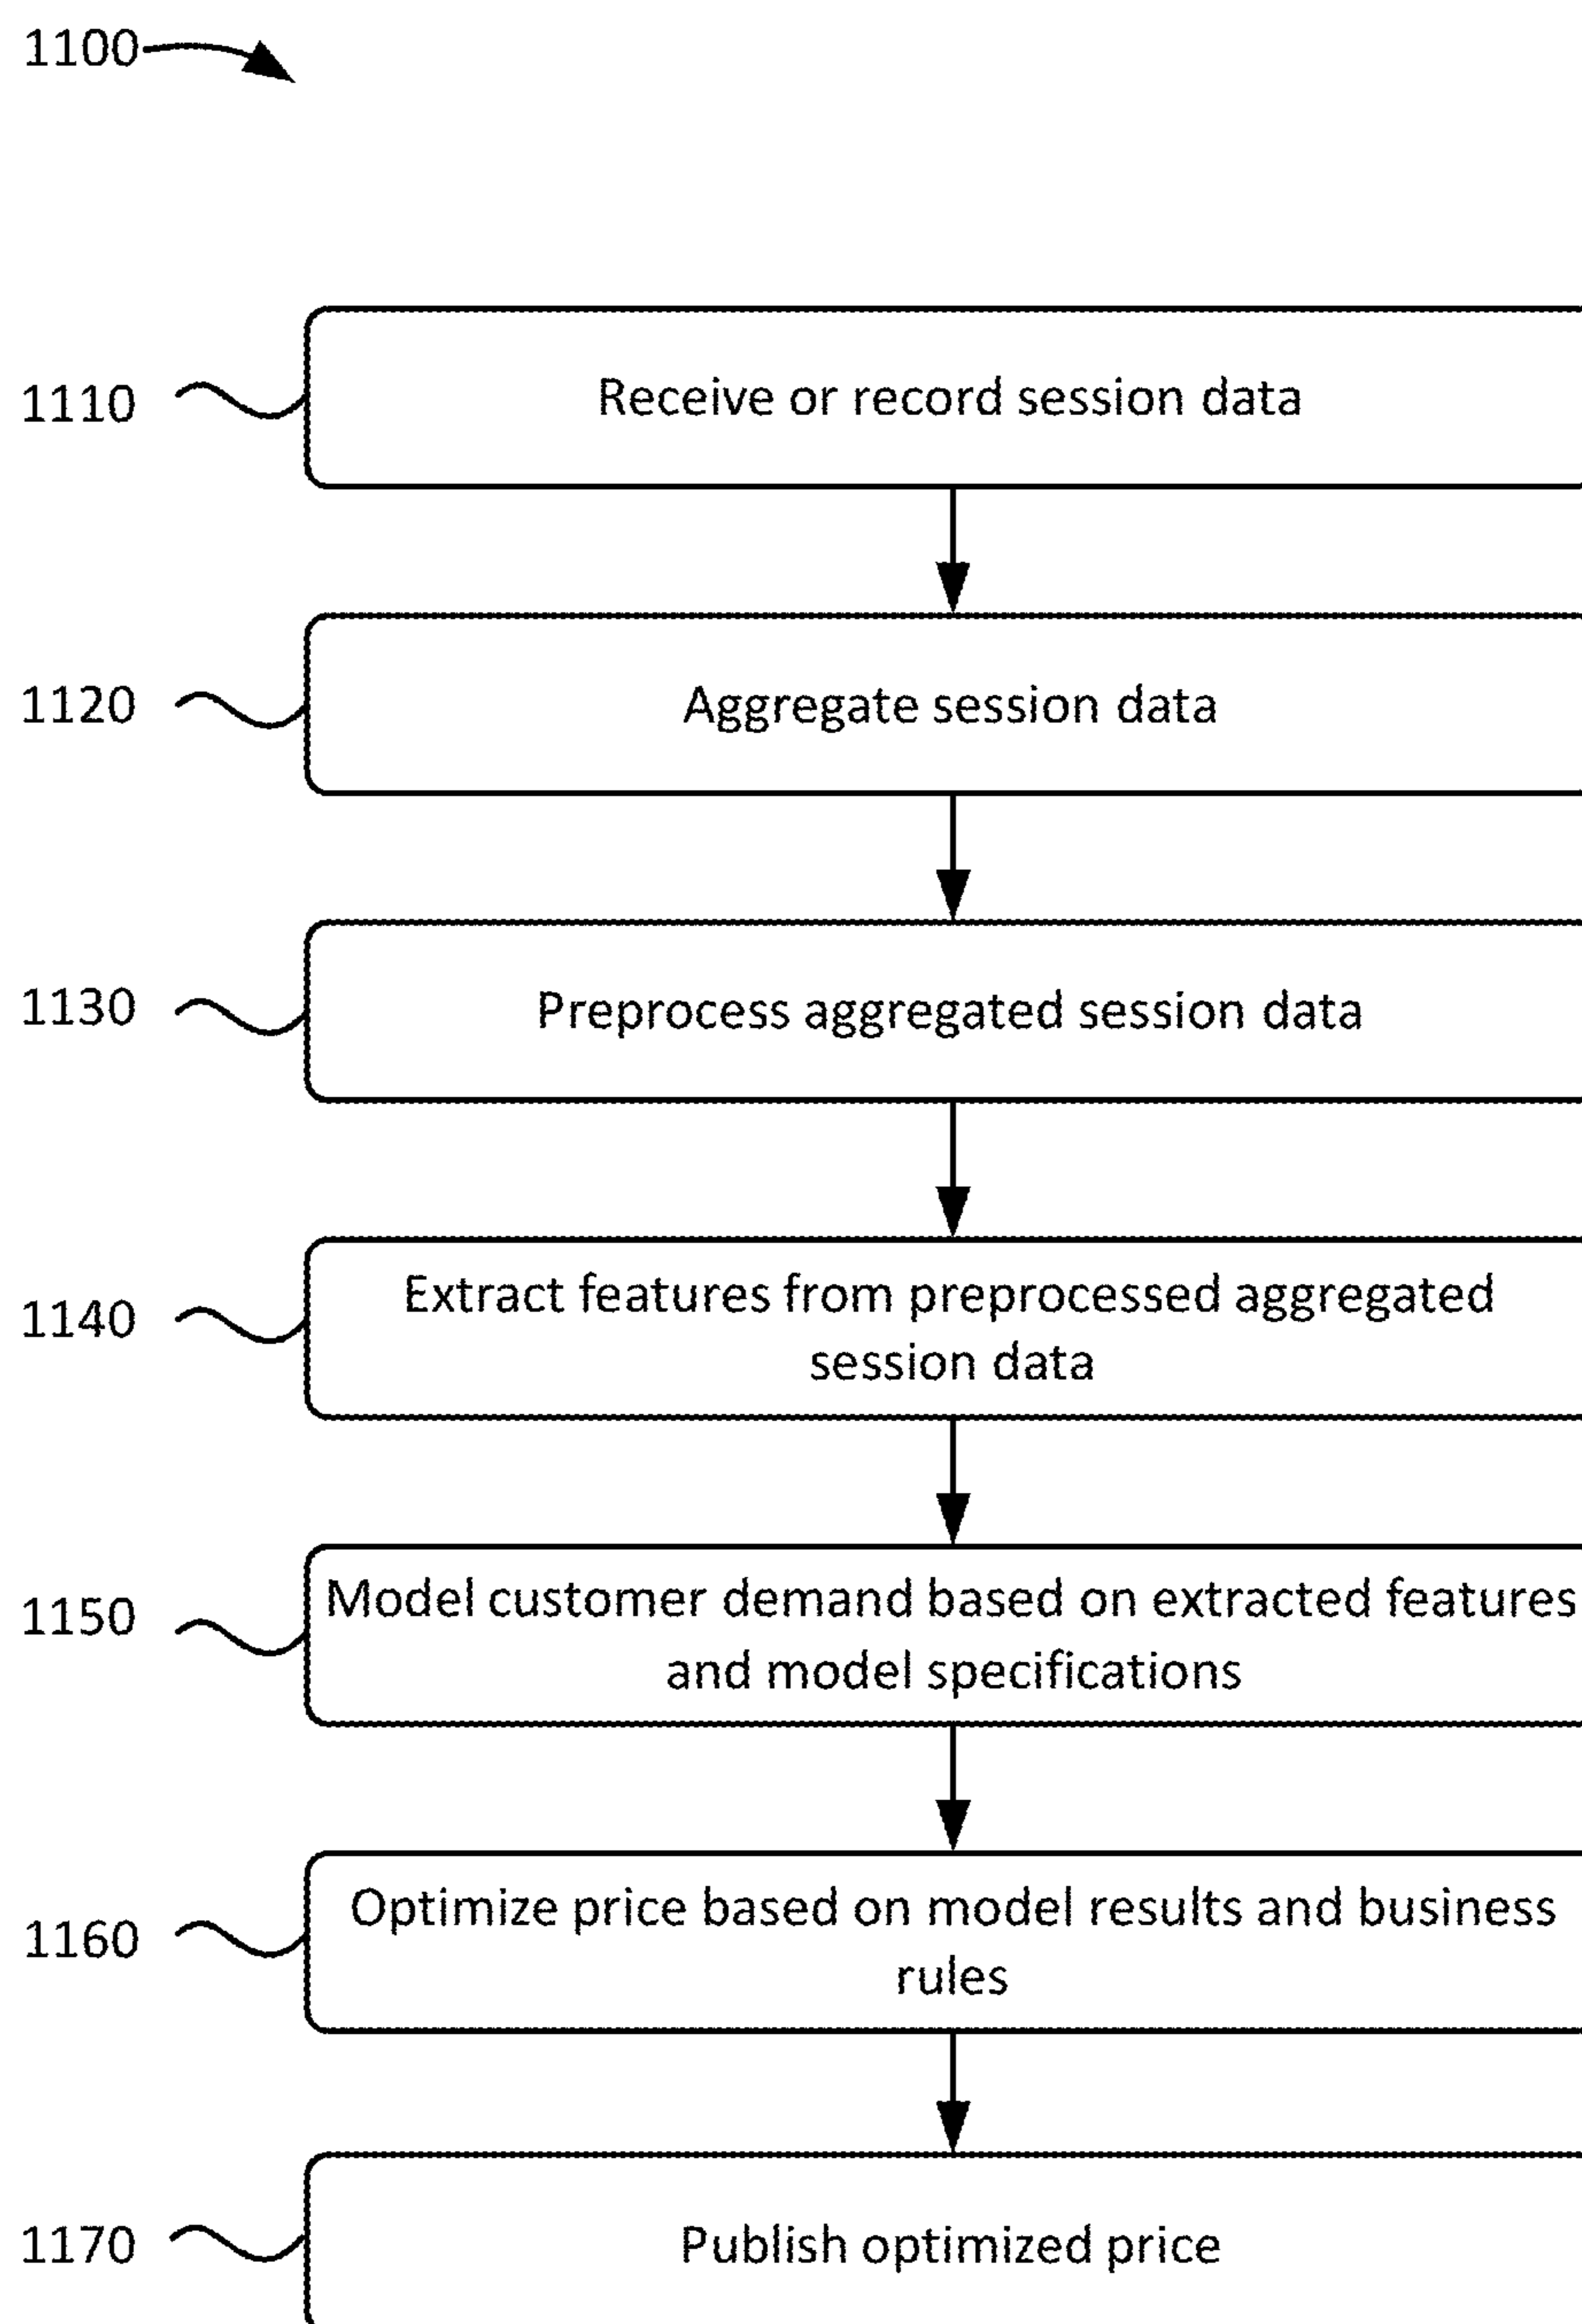 1100
1110
Receive or record session data
1120
Aggregate session data
1130
Preprocess aggregated session data
1140
Extract features from preprocessed aggregated
session data
1150
Model customer demand based on extracted features
and model specifications
1160
Optimize price based on model results and business
rules
1170
Publish optimized price